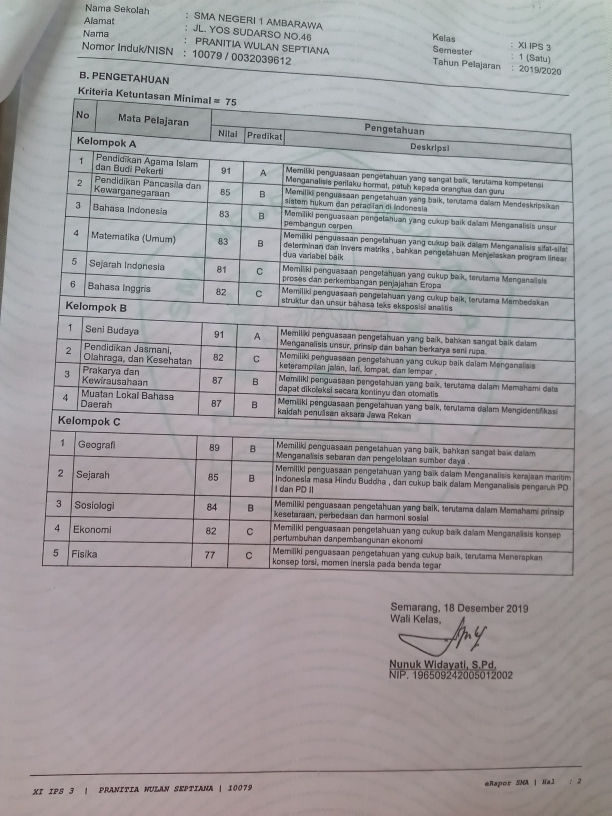 Nama Sekolah : SMA NEGERI 1 AMBARAWA
Alamat : JL. YOS SUDARSO NO.46
Nama : PRANITIA WULAN SEPTIANA
Nomor Induk/NISN : 10079 / 0032039612
Kelas : XI IPS 3
Semester : 1 (Satu)
Tahun Pelajaran : 2019/2020
B. PENGETAHUAN
Kriteria Ketuntasan Minimal = 75
No Mata Pelajaran Pengetahuan
Nilai Predikat Deskripsi
Kelompok A
1 Pendidikan Agama Islam dan Budi Pekerti 91 A Memiliki penguasaan pengetahuan yang sangat baik, terutama kompetensi
Menganalisis perilaku hormat, patuh kepada orangtua dan guru
2 Pendidikan Pancasila dan Kewarganegaraan 85 B Memiliki penguasaan pengetahuan yang baik, terutama dalam Mendeskripsikan
sistem hukum dan peradilan di Indonesia
3 Bahasa Indonesia 83 B Memiliki penguasaan pengetahuan yang cukup baik dalam Menganalisis unsur
pembangun cerpen
4 Matematika (Umum) 83 B Memiliki penguasaan pengetahuan yang cukup baik dalam Menganalisis sifat-sifat
determinan dan invers matriks , bahkan pengetahuan Menjelaskan program linear
dua variabel baik
5 Sejarah Indonesia 81 C Memiliki penguasaan pengetahuan yang cukup baik, terutama Menganalisis
proses dan perkembangan penjajahan Eropa
6 Bahasa Inggris 82 C Memiliki penguasaan pengetahuan yang cukup baik, terutama Membedakan
struktur dan unsur bahasa teks eksposisi analitis
Kelompok B
1 Seni Budaya 91 A Memiliki penguasaan pengetahuan yang baik, bahkan sangat baik dalam
Menganalisis unsur, prinsip dan bahan berkarya seni rupa.
2 Pendidikan Jasmani, Olahraga, dan Kesehatan 82 C Memiliki penguasaan pengetahuan yang cukup baik dalam Menganalisis
keterampilan jalan, lari, lompat, dan lempar .
3 Prakarya dan Kewirausahaan 87 B Memiliki penguasaan pengetahuan yang baik, terutama dalam Memahami data
dapat dikoleksi secara kontinyu dan otomatis
4 Muatan Lokal Bahasa Daerah 87 B Memiliki penguasaan pengetahuan yang baik, terutama dalam Mengidentifikasi
kaidah penulisan aksara Jawa Rekan
Kelompok C
1 Geografi 89 B Memiliki penguasaan pengetahuan yang baik, bahkan sangat baik dalam
Menganalisis sebaran dan pengelolaan sumber daya .
2 Sejarah 85 B Memiliki penguasaan pengetahuan yang baik dalam Menganalisis kerajaan maritim
Indonesia masa Hindu Buddha , dan cukup baik dalam Menganalisis pengaruh PD
I dan PD II
3 Sosiologi 84 B Memiliki penguasaan pengetahuan yang baik, terutama dalam Memahami prinsip
kesetaraan, perbedaan dan harmoni sosial
4 Ekonomi 82 C Memiliki penguasaan pengetahuan yang cukup baik dalam Menganalisis konsep
pertumbuhan danpembangunan ekonomi
5 Fisika 77 C Memiliki penguasaan pengetahuan yang cukup baik, terutama Menerapkan
konsep torsi, momen inersia pada benda tegar
Semarang, 18 Desember 2019
Wali Kelas,
Nunuk Widayati, S.Pd,
NIP. 196509242005012002
XI IPS 3 | PRANITIA WULAN SEPTIANA | 10079
eRapor SMA | Hal : 2